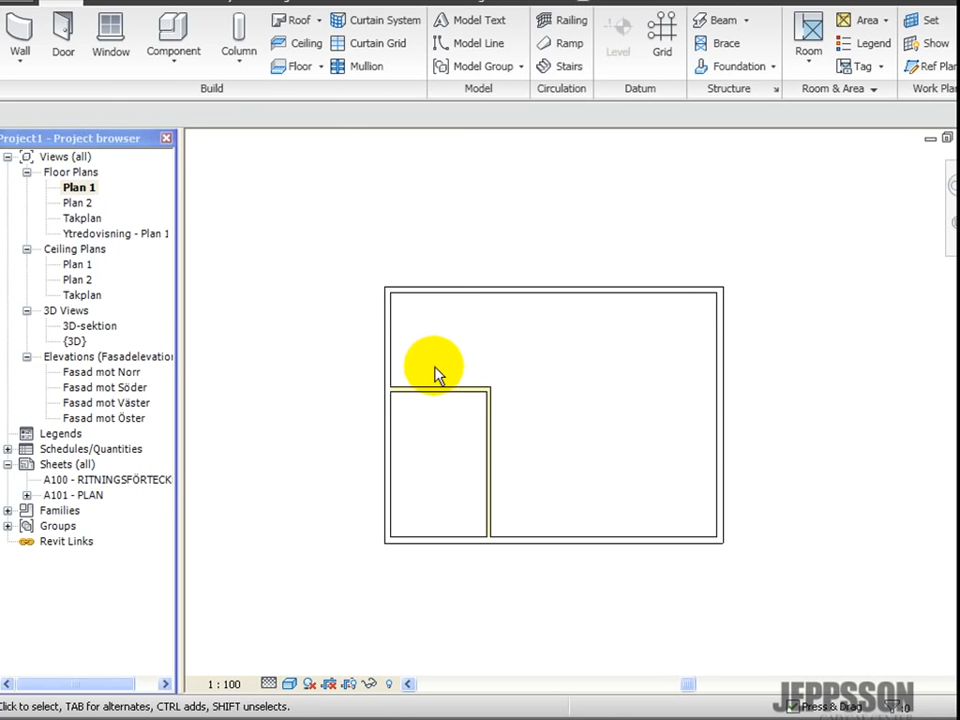 Roof Curtain System Model Text Railing Beam Area Set
Wall Door Window Component Column Ceiling Curtain Grid Model Line Ramp Level Grid Brace Room Legend Show
Floor Mullion Model Group Stairs Foundation Tag Ref Plan
Build Model Circulation Datum Structure Room & Area Work Plan
Project1 - Project browser
Views (all)
Floor Plans
Plan 1
Plan 2
Takplan
Ytredovisning - Plan 1
Ceiling Plans
Plan 1
Plan 2
Takplan
3D Views
3D-sektion
{3D}
Elevations (Fasadelevatio
Fasad mot Norr
Fasad mot Söder
Fasad mot Väster
Fasad mot Öster
Legends
Schedules/Quantities
Sheets (all)
A100 - RITNINGSFÖRTECK
A101 - PLAN
Families
Groups
Revit Links
1 : 100
Click to select, TAB for alternates, CTRL adds, SHIFT unselects.
JEPPSSON
Press & Drag